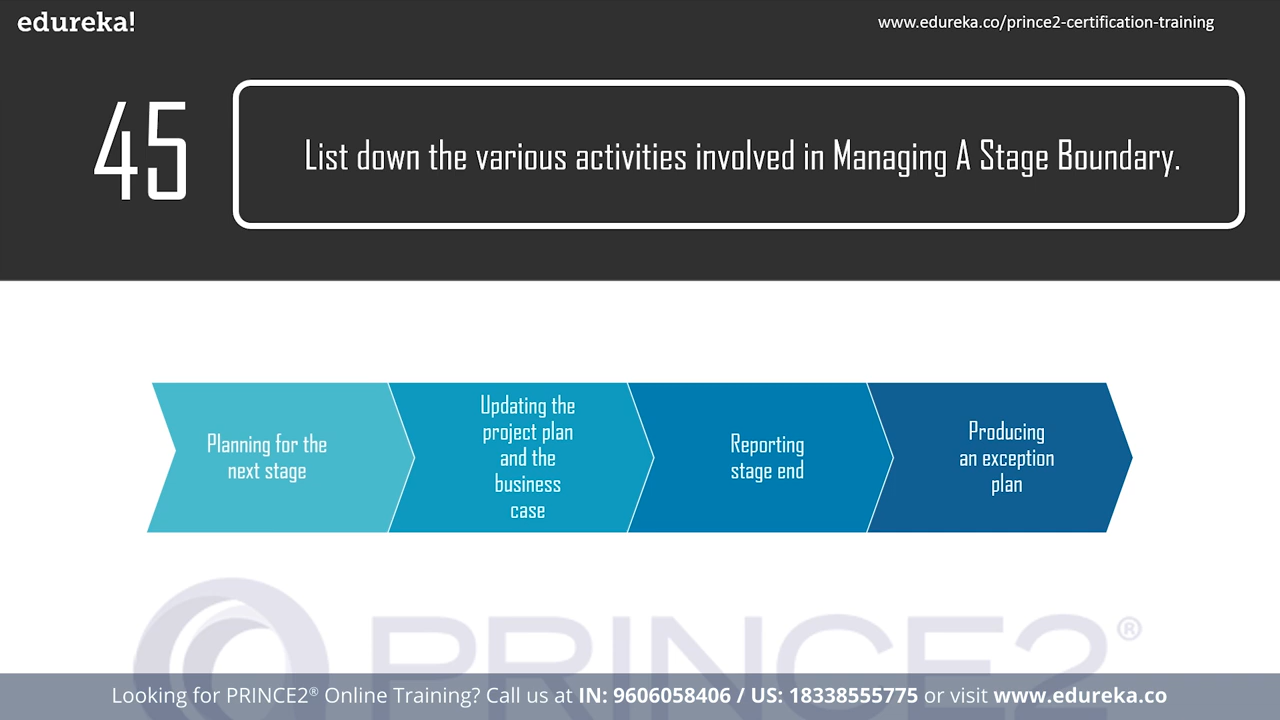 edureka!
www.edureka.co/prince2-certification-training
45
List down the various activities involved in Managing A Stage Boundary.
Planning for the
next stage
Updating the
project plan
and the
business
case
Reporting
stage end
Producing
an exception
plan
PRINCE2®
Looking for PRINCE2® Online Training? Call us at IN: 9606058406 / US: 18338555775 or visit www.edureka.co